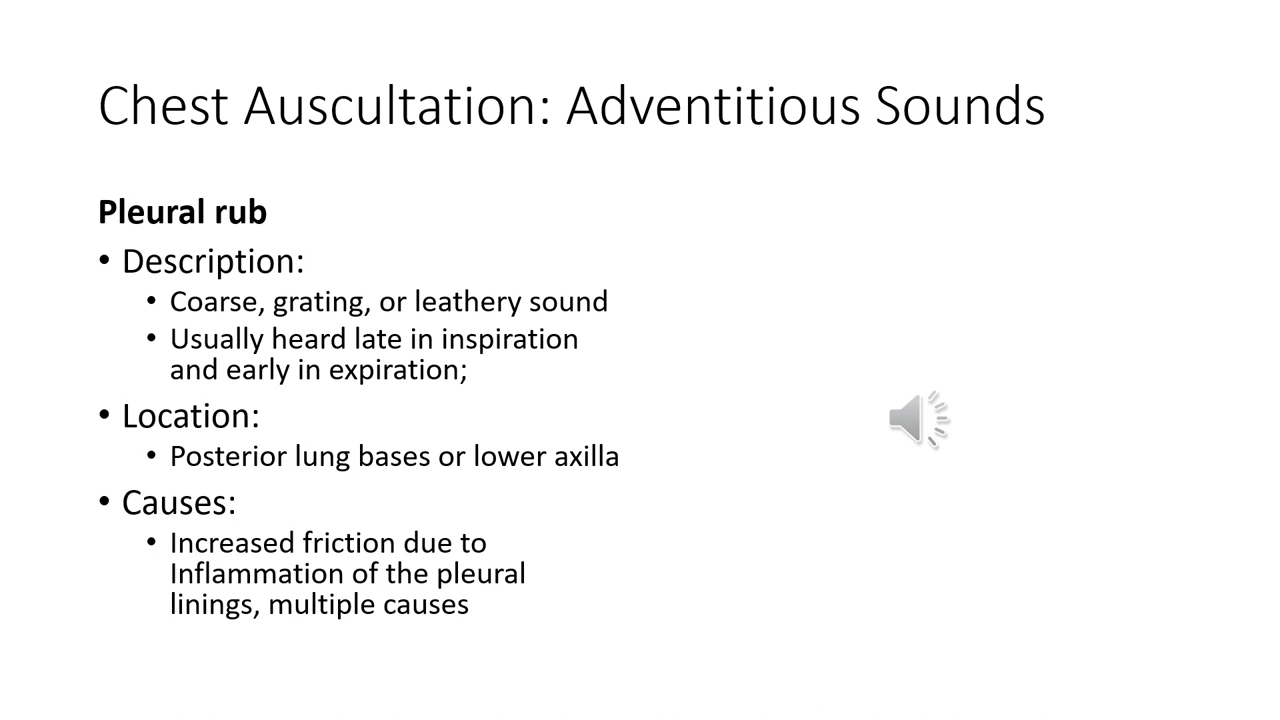 Chest Auscultation: Adventitious Sounds
Pleural rub
• Description:
• Coarse, grating, or leathery sound
• Usually heard late in inspiration
and early in expiration;
• Location:
• Posterior lung bases or lower axilla
• Causes:
• Increased friction due to
Inflammation of the pleural
linings, multiple causes